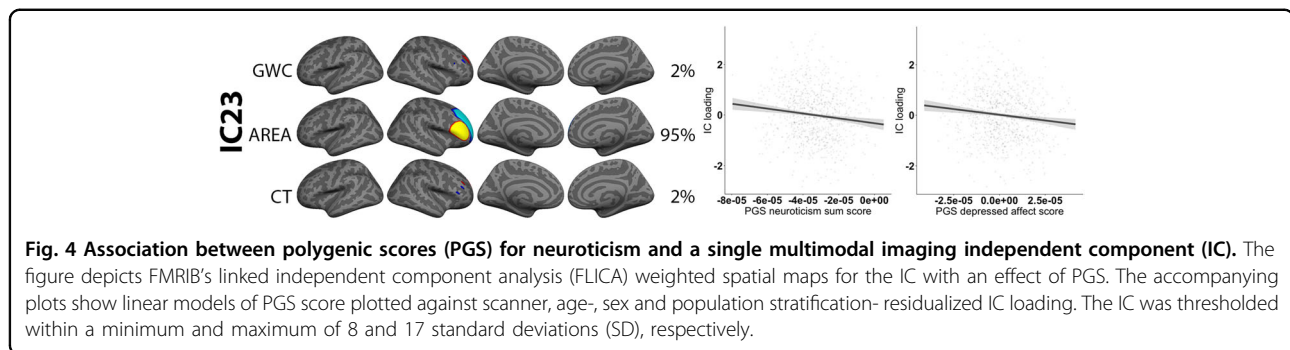 IC23
GWC
2%
AREA
95%
CT
2%
IC loading
2
0
-2
-8e-05 -6e-05 -4e-05 -2e-05 0e+00
PGS neuroticism sum score
IC loading
2
0
-2
-2.5e-05 0.0e+00 2.5e-05
PGS depressed affect score
Fig. 4 Association between polygenic scores (PGS) for neuroticism and a single multimodal imaging independent component (IC). The
figure depicts FMRIB's linked independent component analysis (FLICA) weighted spatial maps for the IC with an effect of PGS. The accompanying
plots show linear models of PGS score plotted against scanner, age-, sex and population stratification- residualized IC loading. The IC was thresholded
within a minimum and maximum of 8 and 17 standard deviations (SD), respectively.